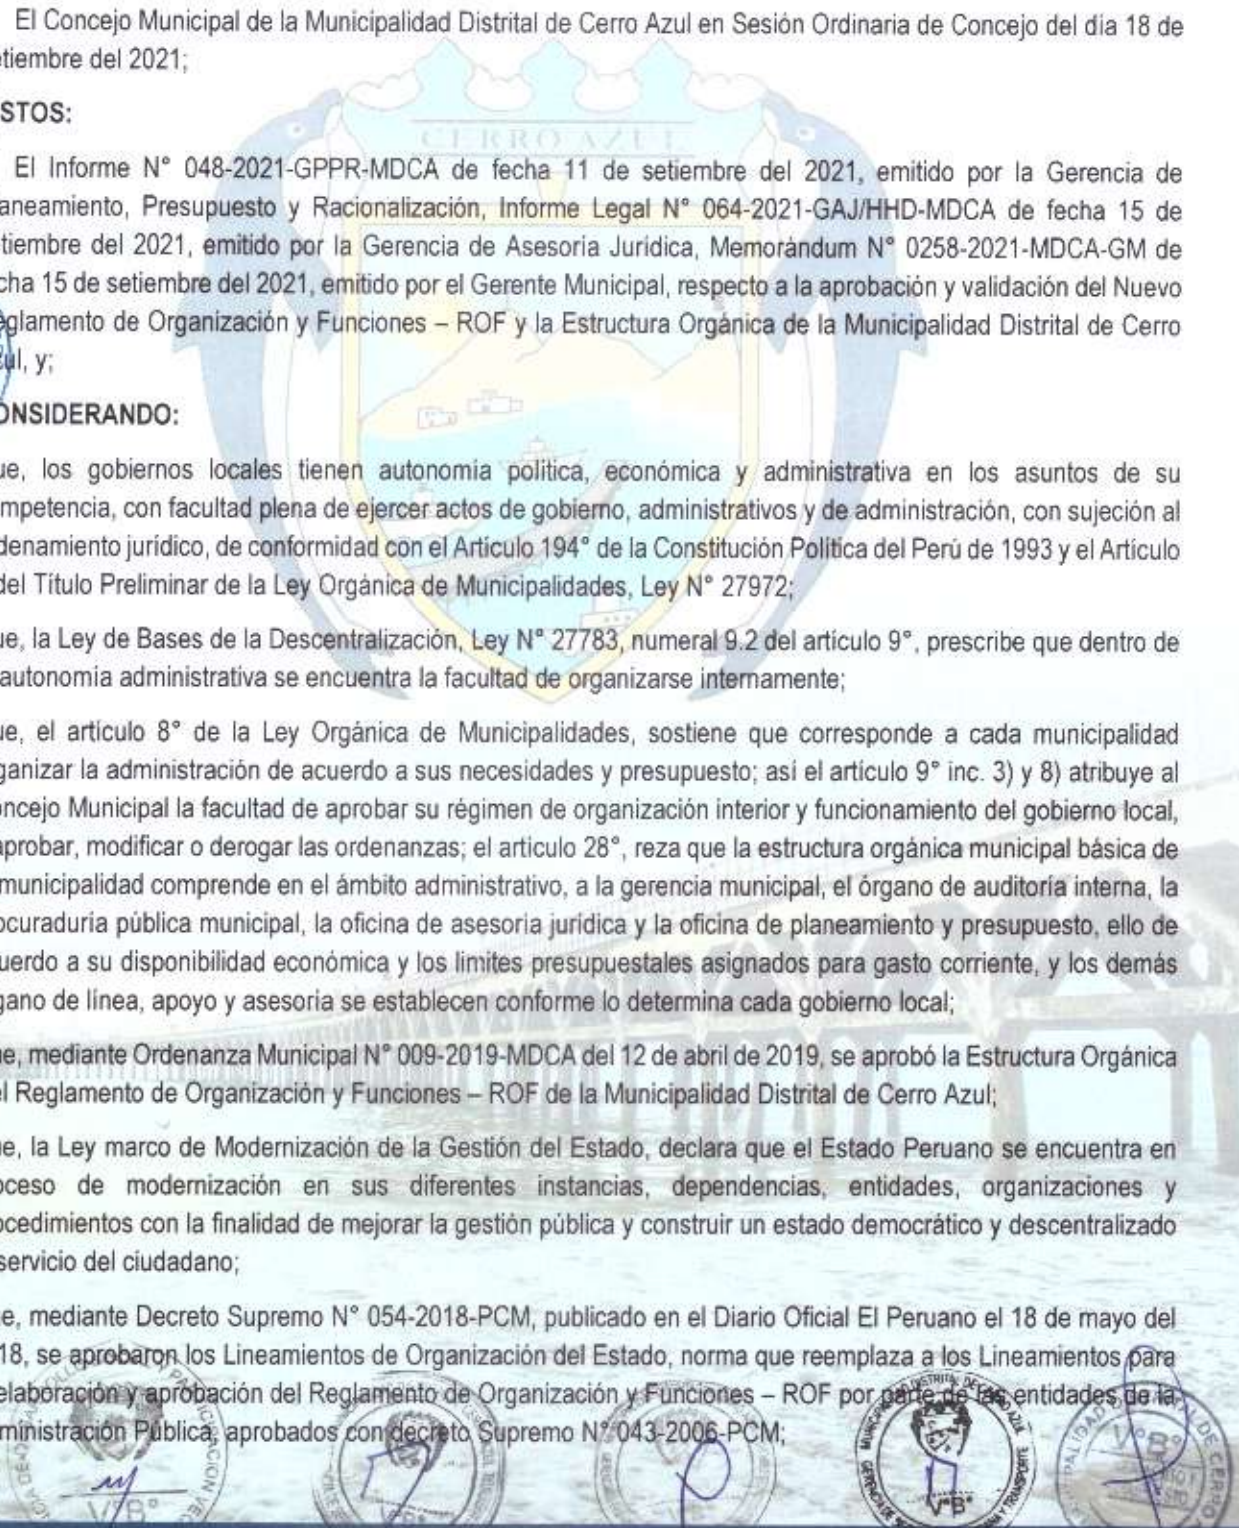 El Concejo Municipal de la Municipalidad Distrital de Cerro Azul en Sesión Ordinaria de Concejo del día 18 de
tiembre del 2021;
STOS:
CERRO AZUL
El Informe N° 048-2021-GPPR-MDCA de fecha 11 de setiembre del 2021, emitido por la Gerencia de
aneamiento, Presupuesto y Racionalización, Informe Legal N° 064-2021-GAJ/HHD-MDCA de fecha 15 de
tiembre del 2021, emitido por la Gerencia de Asesoría Jurídica, Memorándum N° 0258-2021-MDCA-GM de
cha 15 de setiembre del 2021, emitido por el Gerente Municipal, respecto a la aprobación y validación del Nuevo
eglamento de Organización y Funciones – ROF y la Estructura Orgánica de la Municipalidad Distrital de Cerro
zul, y;
ONSIDERANDO:
ue, los gobiernos locales tienen autonomía política, económica y administrativa en los asuntos de su
mpetencia, con facultad plena de ejercer actos de gobierno, administrativos y de administración, con sujeción al
denamiento jurídico, de conformidad con el Artículo 194° de la Constitución Política del Perú de 1993 y el Artículo
del Título Preliminar de la Ley Orgánica de Municipalidades, Ley N° 27972;
ue, la Ley de Bases de la Descentralización, Ley N° 27783, numeral 9.2 del artículo 9°, prescribe que dentro de
autonomía administrativa se encuentra la facultad de organizarse internamente;
ue, el artículo 8° de la Ley Orgánica de Municipalidades, sostiene que corresponde a cada municipalidad
ganizar la administración de acuerdo a sus necesidades y presupuesto; así el artículo 9° inc. 3) y 8) atribuye al
oncejo Municipal la facultad de aprobar su régimen de organización interior y funcionamiento del gobierno local,
aprobar, modificar o derogar las ordenanzas; el artículo 28°, reza que la estructura orgánica municipal básica de
municipalidad comprende en el ámbito administrativo, a la gerencia municipal, el órgano de auditoría interna, la
ocuraduría pública municipal, la oficina de asesoría jurídica y la oficina de planeamiento y presupuesto, ello de
uerdo a su disponibilidad económica y los límites presupuestales asignados para gasto corriente, y los demás
gano de línea, apoyo y asesoría se establecen conforme lo determina cada gobierno local;
ue, mediante Ordenanza Municipal N° 009-2019-MDCA del 12 de abril de 2019, se aprobó la Estructura Orgánica
el Reglamento de Organización y Funciones – ROF de la Municipalidad Distrital de Cerro Azul;
ue, la Ley marco de Modernización de la Gestión del Estado, declara que el Estado Peruano se encuentra en
oceso de modernización en sus diferentes instancias, dependencias, entidades, organizaciones y
ocedimientos con la finalidad de mejorar la gestión pública y construir un estado democrático y descentralizado
servicio del ciudadano;
e, mediante Decreto Supremo N° 054-2018-PCM, publicado en el Diario Oficial El Peruano el 18 de mayo del
18, se aprobaron los Lineamientos de Organización del Estado, norma que reemplaza a los Lineamientos para
elaboración y aprobación del Reglamento de Organización y Funciones – ROF por parte de las entidades de la
ministración Pública, aprobados con decreto Supremo N° 043-2006-PCM;
V°B°
V°B°
V°B°
V°B°